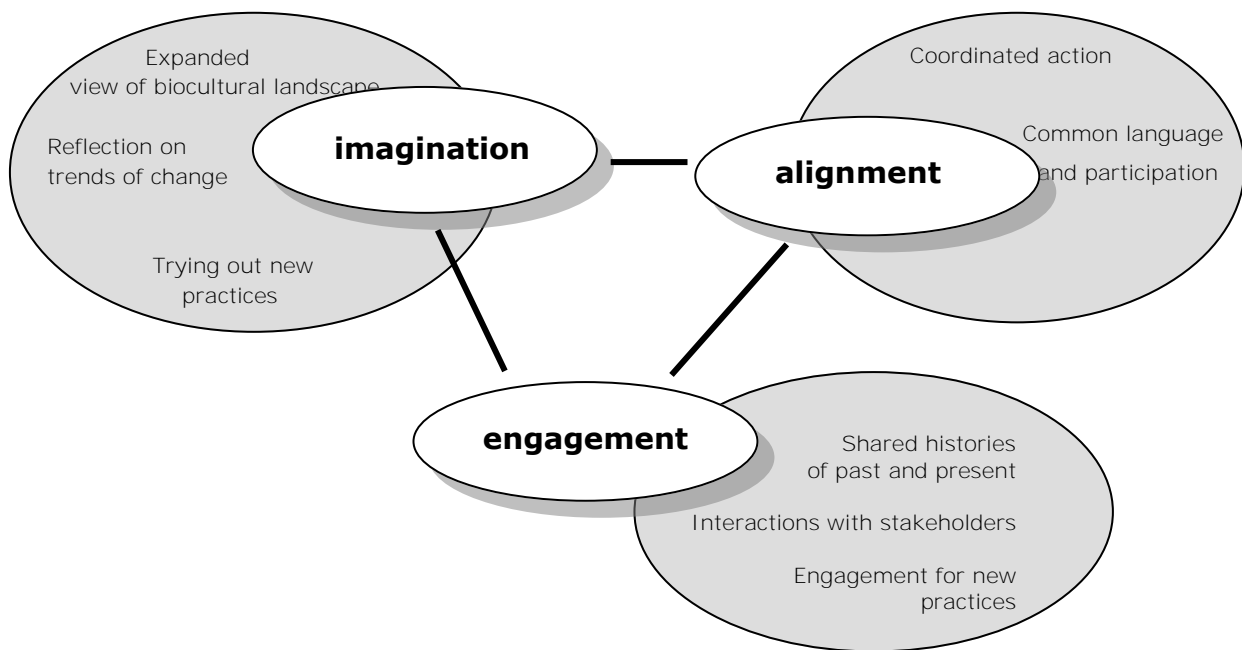 Expanded
view of biocultural landscape
Reflection on
trends of change
Trying out new
practices
imagination
Coordinated action
Common language
and participation
alignment
engagement
Shared histories
of past and present
Interactions with stakeholders
Engagement for new
practices